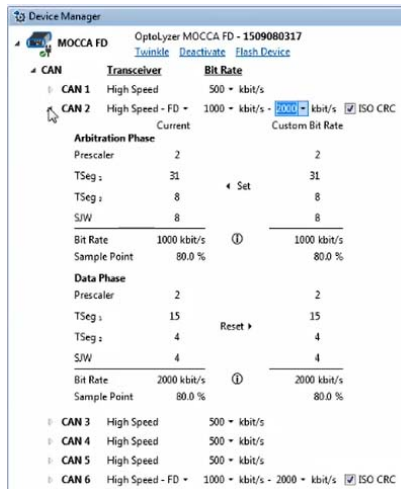 Device Manager
MOCCA FD OptoLyzer MOCCA FD - 1509080317
Twinkle Deactivate Flash Device
CAN Transceiver Bit Rate
CAN 1 High Speed 500 kbit/s
CAN 2 High Speed - FD 1000 kbit/s - 2000 kbit/s ISO CRC
Current Custom Bit Rate
Arbitration Phase
Prescaler 2 2
TSeg 1 31 31
Set
TSeg 2 8 8
SJW 8 8
Bit Rate 1000 kbit/s 1000 kbit/s
Sample Point 80.0 % 80.0 %
Data Phase
Prescaler 2 2
TSeg 1 15 15
Reset
TSeg 2 4 4
SJW 4 4
Bit Rate 2000 kbit/s 2000 kbit/s
Sample Point 80.0 % 80.0 %
CAN 3 High Speed 500 kbit/s
CAN 4 High Speed 500 kbit/s
CAN 5 High Speed 500 kbit/s
CAN 6 High Speed - FD 1000 kbit/s - 2000 kbit/s ISO CRC